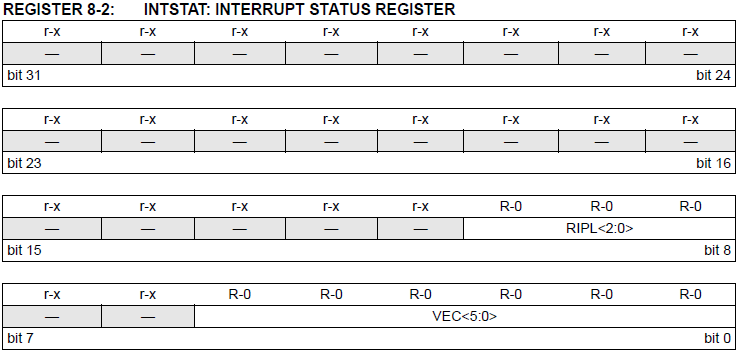 REGISTER 8-2: INTSTAT: INTERRUPT STATUS REGISTER
r-x r-x r-x r-x r-x r-x r-x r-x
— — — — — — — —
bit 31 bit 24
r-x r-x r-x r-x r-x r-x r-x r-x
— — — — — — — —
bit 23 bit 16
r-x r-x r-x r-x r-x R-0 R-0 R-0
— — — — — RIPL<2:0>
bit 15 bit 8
r-x r-x R-0 R-0 R-0 R-0 R-0 R-0
— — VEC<5:0>
bit 7 bit 0